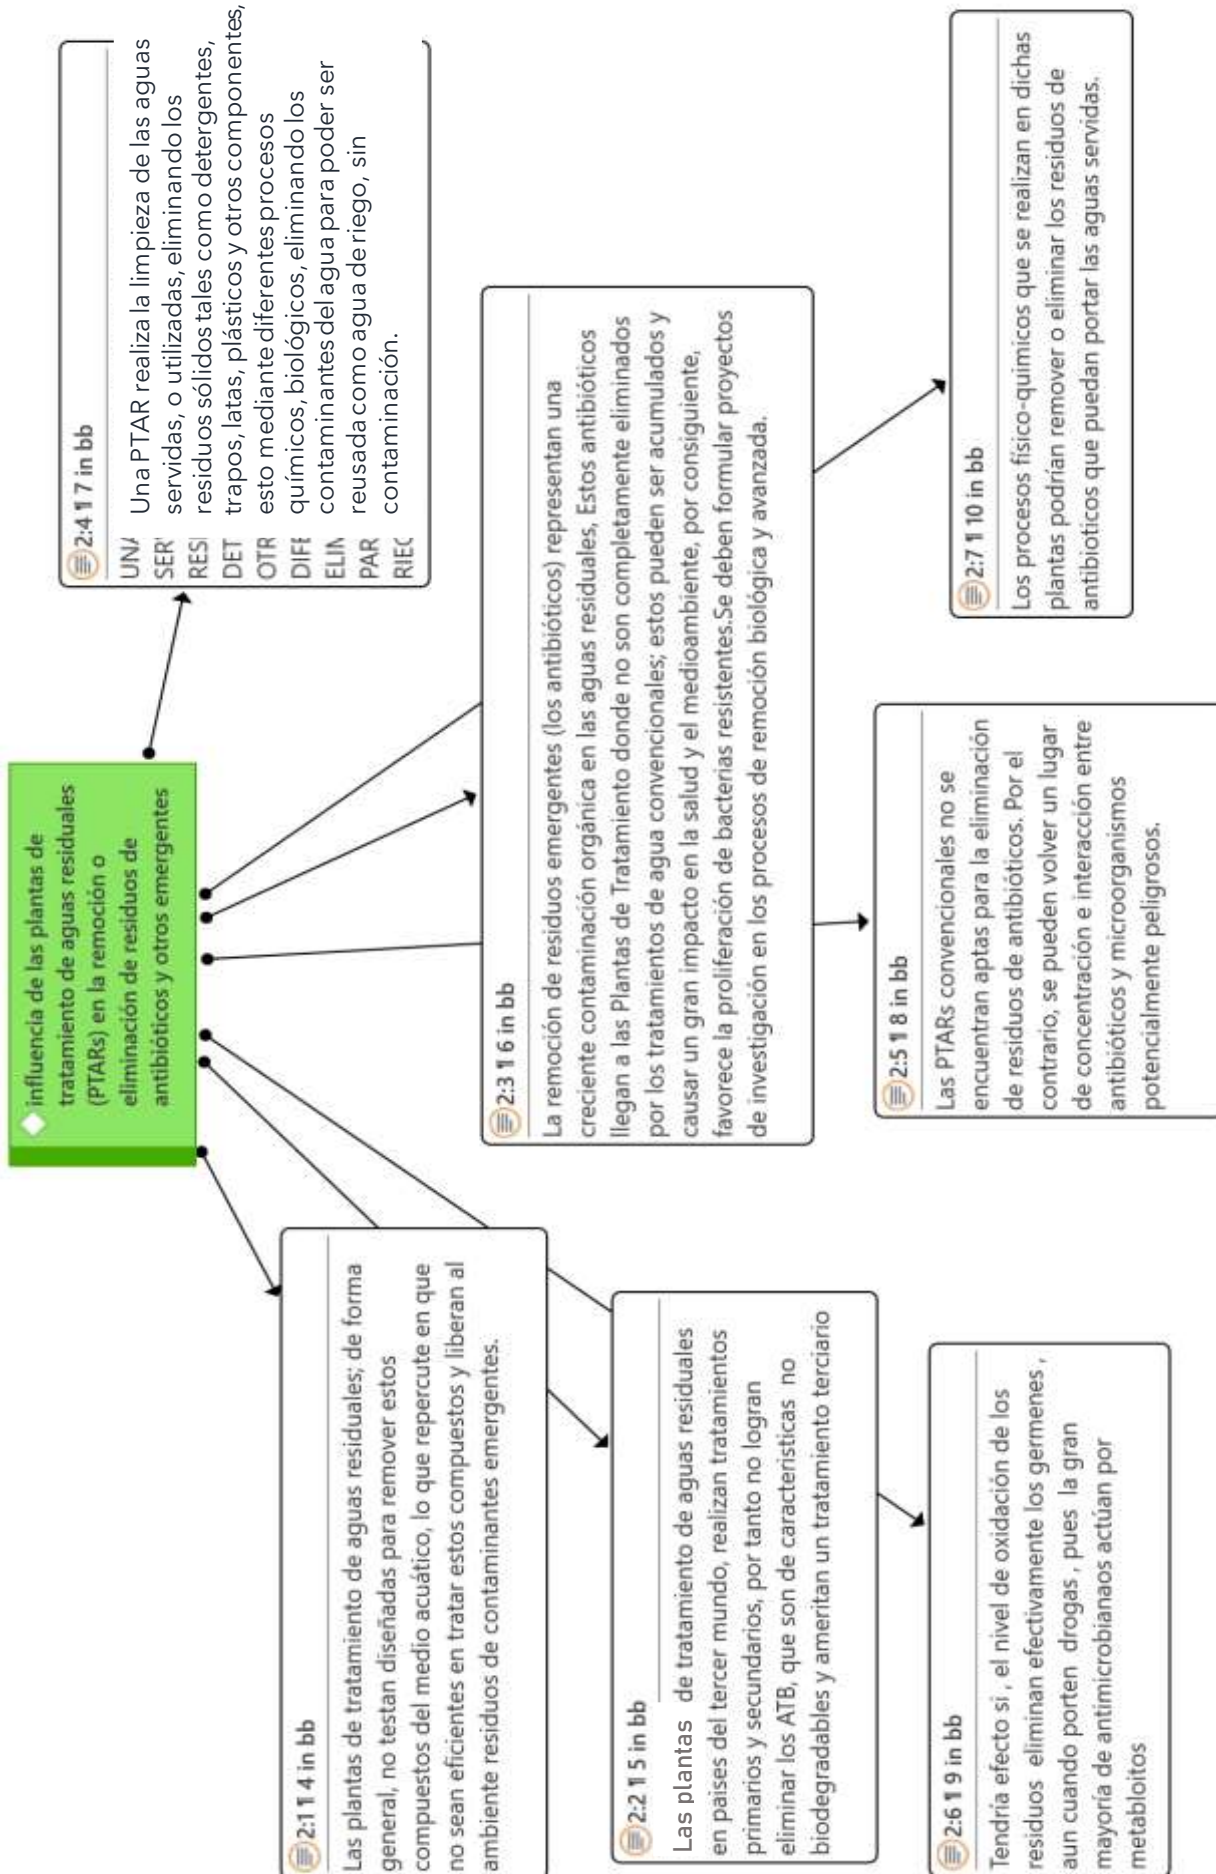 influencia de las plantas de
tratamiento de aguas residuales
(PTARs) en la remoción o
eliminación de residuos de
antibióticos y otros emergentes
2:1 ¶ 4 in bb
Las plantas de tratamiento de aguas residuales; de forma
general, no testan diseñadas para remover estos
compuestos del medio acuático, lo que repercute en que
no sean eficientes en tratar estos compuestos y liberan al
ambiente residuos de contaminantes emergentes.
2:2 ¶ 5 in bb
Las plantas de tratamiento de aguas residuales
en paises del tercer mundo, realizan tratamientos
primarios y secundarios, por tanto no logran
eliminar los ATB, que son de caracteristicas no
biodegradables y ameritan un tratamiento terciario
2:6 ¶ 9 in bb
Tendría efecto si , el nivel de oxidación de los
residuos eliminan efectivamente los germenes ,
aun cuando porten drogas , pues la gran
mayoría de antimicrobianaos actúan por
metabloitos
2:3 ¶ 6 in bb
La remoción de residuos emergentes (los antibióticos) representan una
creciente contaminación orgánica en las aguas residuales, Estos antibióticos
llegan a las Plantas de Tratamiento donde no son completamente eliminados
por los tratamientos de agua convencionales; estos pueden ser acumulados y
causar un gran impacto en la salud y el medioambiente, por consiguiente,
favorece la proliferación de bacterias resistentes.Se deben formular proyectos
de investigación en los procesos de remoción biológica y avanzada.
2:5 ¶ 8 in bb
Las PTARs convencionales no se
encuentran aptas para la eliminación
de residuos de antibióticos. Por el
contrario, se pueden volver un lugar
de concentración e interacción entre
antibióticos y microorganismos
potencialmente peligrosos.
2:4 ¶ 7 in bb
UNA
SER
RESI
DET
OTR
DIFE
ELIN
PAR
RIEG
Una PTAR realiza la limpieza de las aguas
servidas, o utilizadas, eliminando los
residuos sólidos tales como detergentes,
trapos, latas, plásticos y otros componentes,
esto mediante diferentes procesos
químicos, biológicos, eliminando los
contaminantes del agua para poder ser
reusada como agua de riego, sin
contaminación.
2:7 ¶ 10 in bb
Los procesos físico-químicos que se realizan en dichas
plantas podrían remover o eliminar los residuos de
antibioticos que puedan portar las aguas servidas.